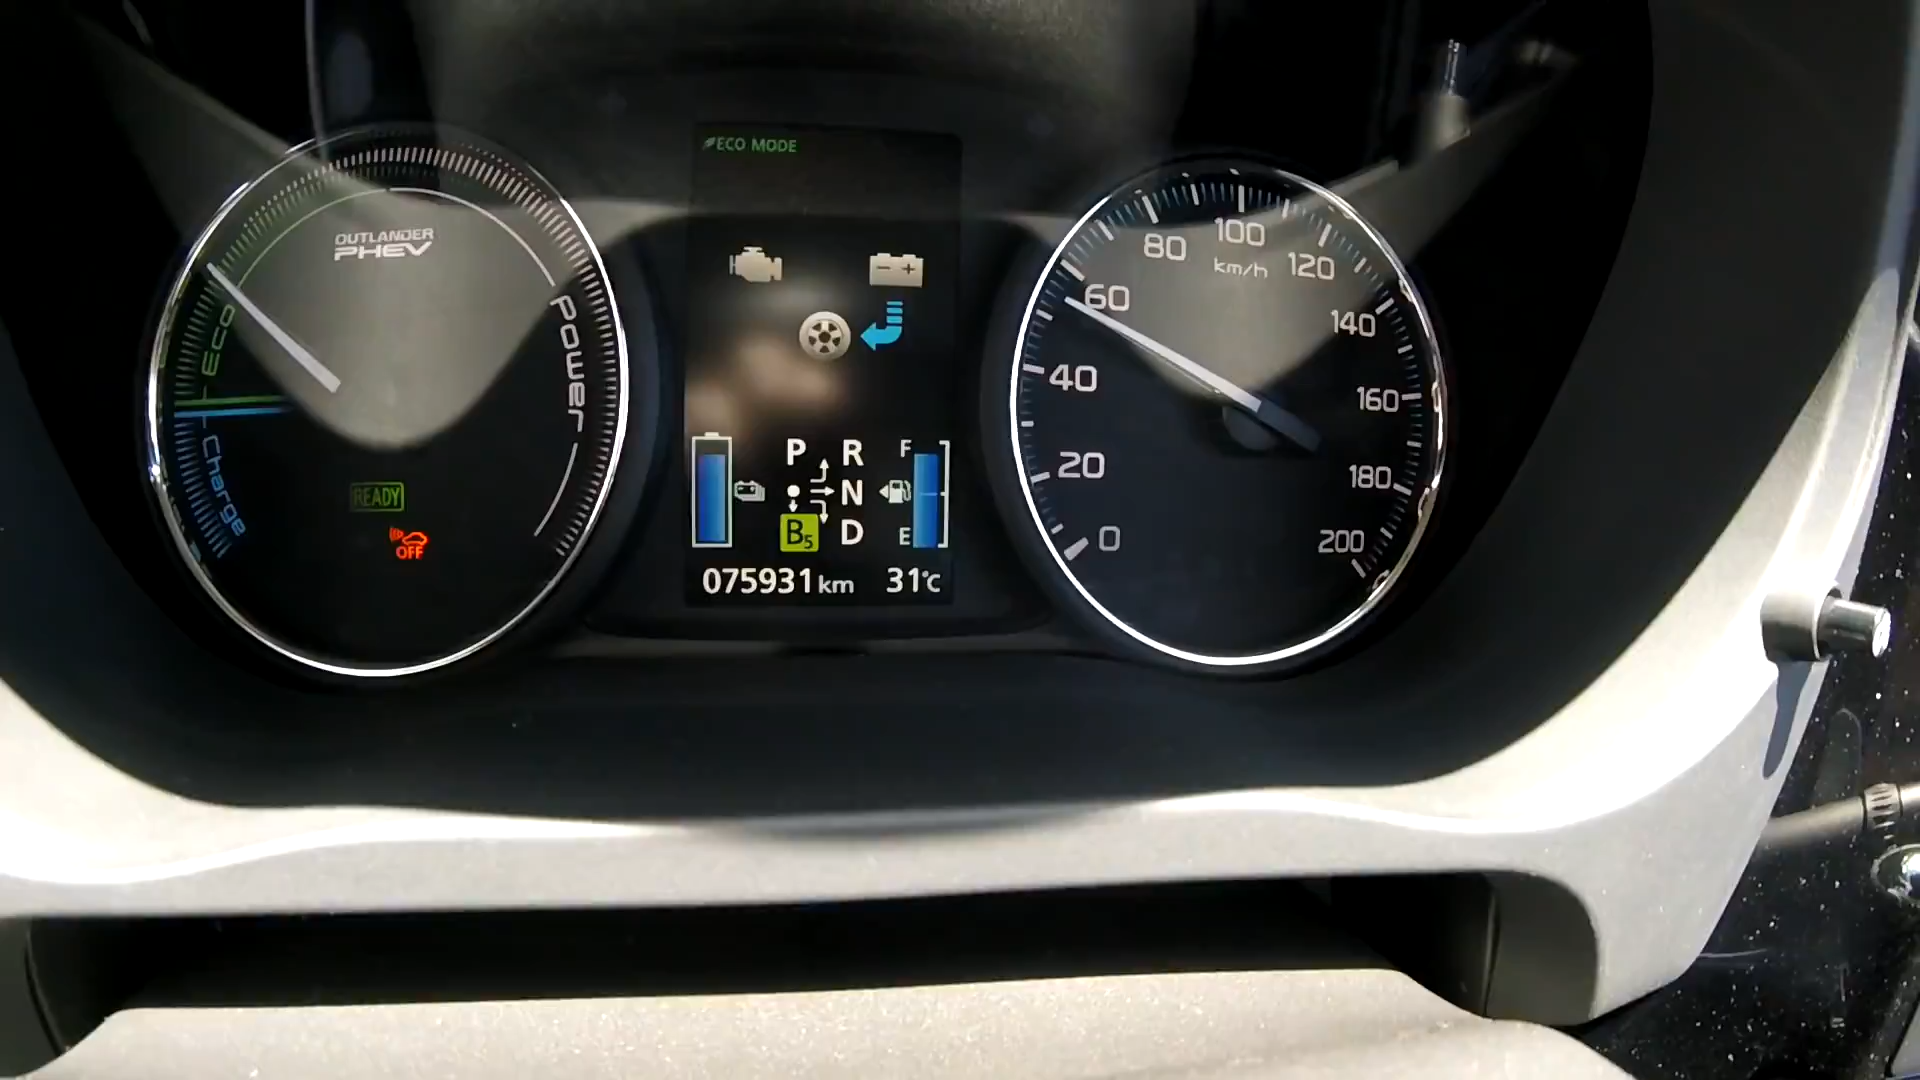 ECO MODE
OUTLANDER
PHEV
Eco
Power
Charge
READY
OFF
P R
N
B5 D
F
E
075931 km 31℃
0
20
40
60
80
100
120
140
160
180
200
km/h